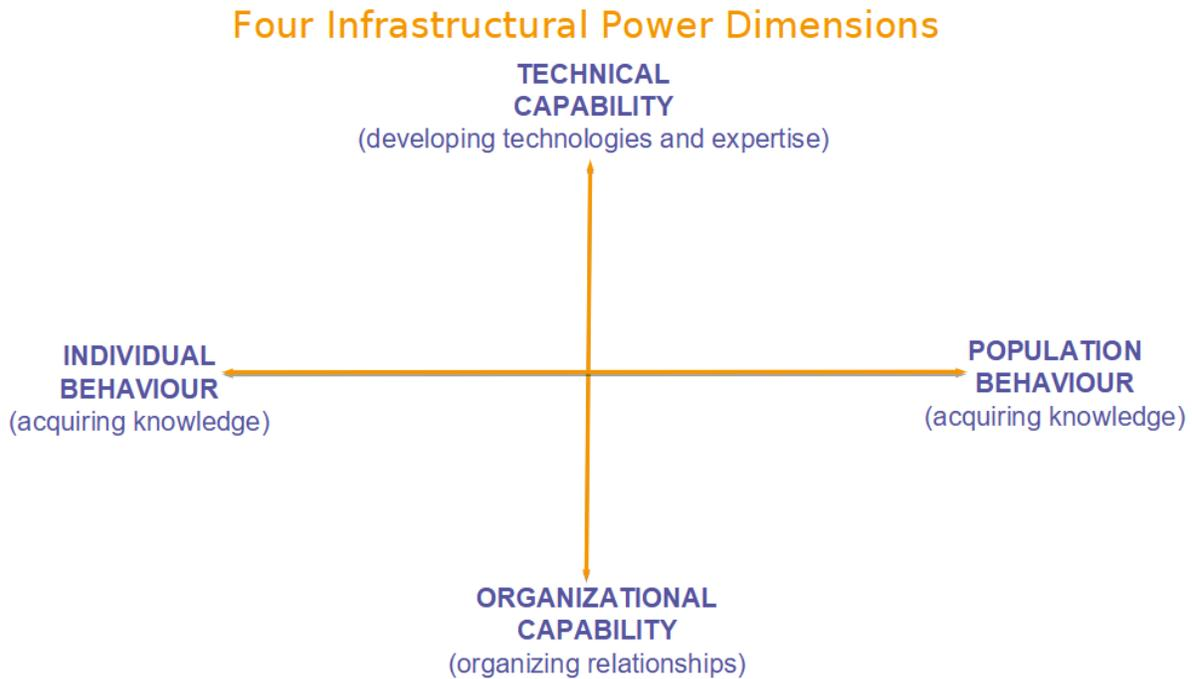 Four Infrastructural Power Dimensions
TECHNICAL
CAPABILITY
(developing technologies and expertise)
INDIVIDUAL
BEHAVIOUR
(acquiring knowledge)
POPULATION
BEHAVIOUR
(acquiring knowledge)
ORGANIZATIONAL
CAPABILITY
(organizing relationships)